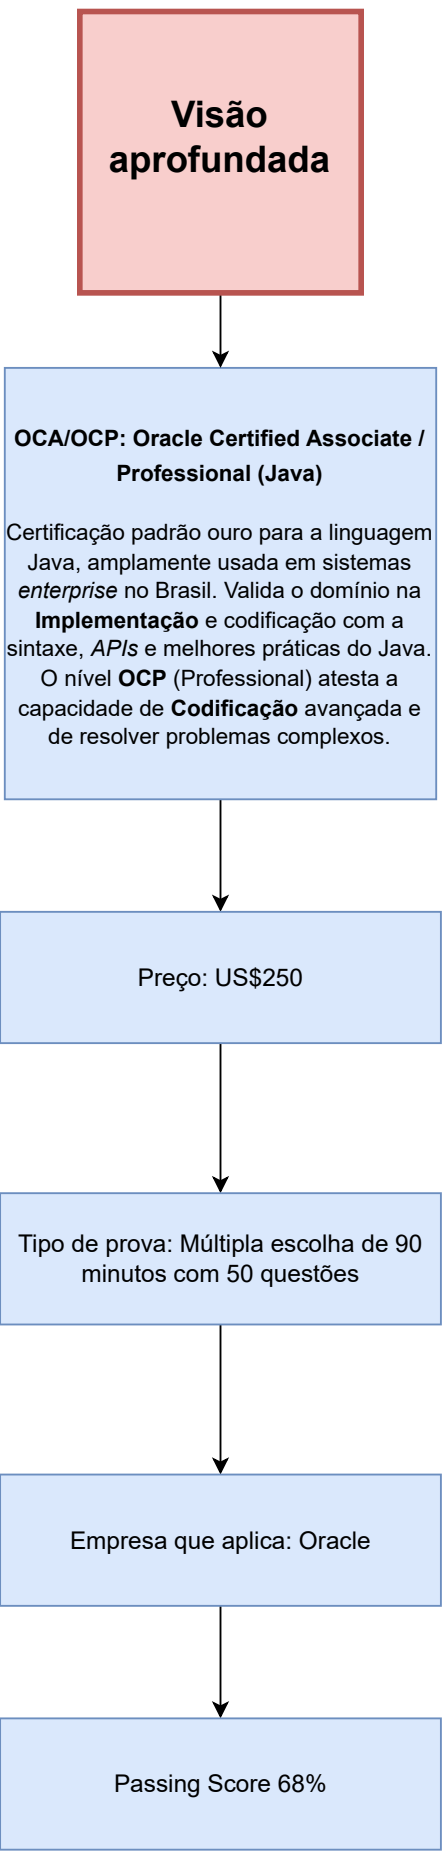 Visão
aprofundada
OCA/OCP: Oracle Certified Associate /
Professional (Java)
Certificação padrão ouro para a linguagem
Java, amplamente usada em sistemas
enterprise no Brasil. Valida o domínio na
Implementação e codificação com a
sintaxe, APIs e melhores práticas do Java.
O nível OCP (Professional) atesta a
capacidade de Codificação avançada e
de resolver problemas complexos.
Preço: US$250
Tipo de prova: Múltipla escolha de 90
minutos com 50 questões
Empresa que aplica: Oracle
Passing Score 68%